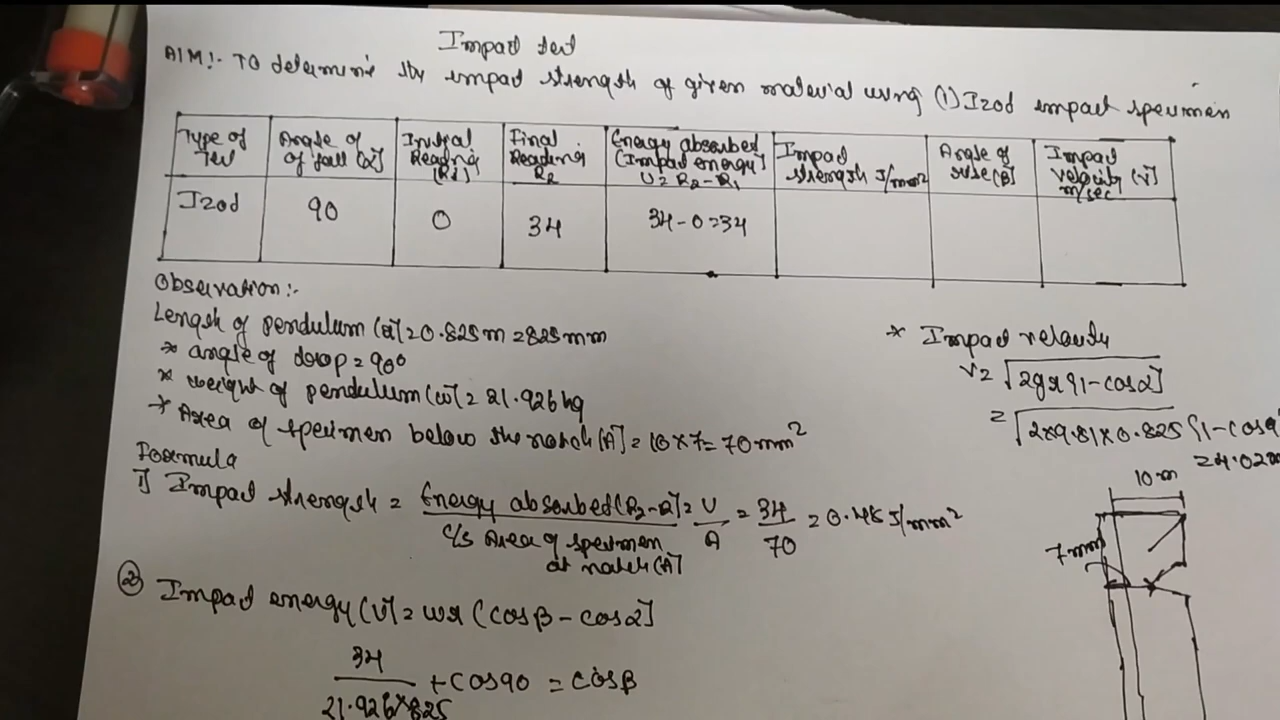 Impact test
AIM:- To determine the impact strength of given material using (1) Izod impact specimen
Type of Test
Angle of of fall (α)
Initial Reading (R1)
Final Reading R2
Energy absorbed (Impact energy) U = R2 - R1
Impact strength J/mm²
Angle of rise (β)
Impact velocity (V) m/sec
Izod
90
0
34
34 - 0 = 34
Observation:-
Length of pendulum (r) = 0.825 m = 825 mm
* angle of drop = 90°
* weight of pendulum (w) = 21.926 kg
* Area of specimen below the notch (A) = 10 x 7 = 70 mm²
* Impact velocity
V = √2gr (1 - cos α)
= √2 x 9.81 x 0.825 (1 - cos 9
= 4.02
Formula
1) Impact strength = Energy absorbed (R2 - R1) = U = 34 = 0.48 J/mm²
c/s Area of specimen at notch (A) A 70
② Impact energy (U) = wr (cos β - cos α)
34 + cos 90 = cos β
21.926 x 825
10 m
7 mm